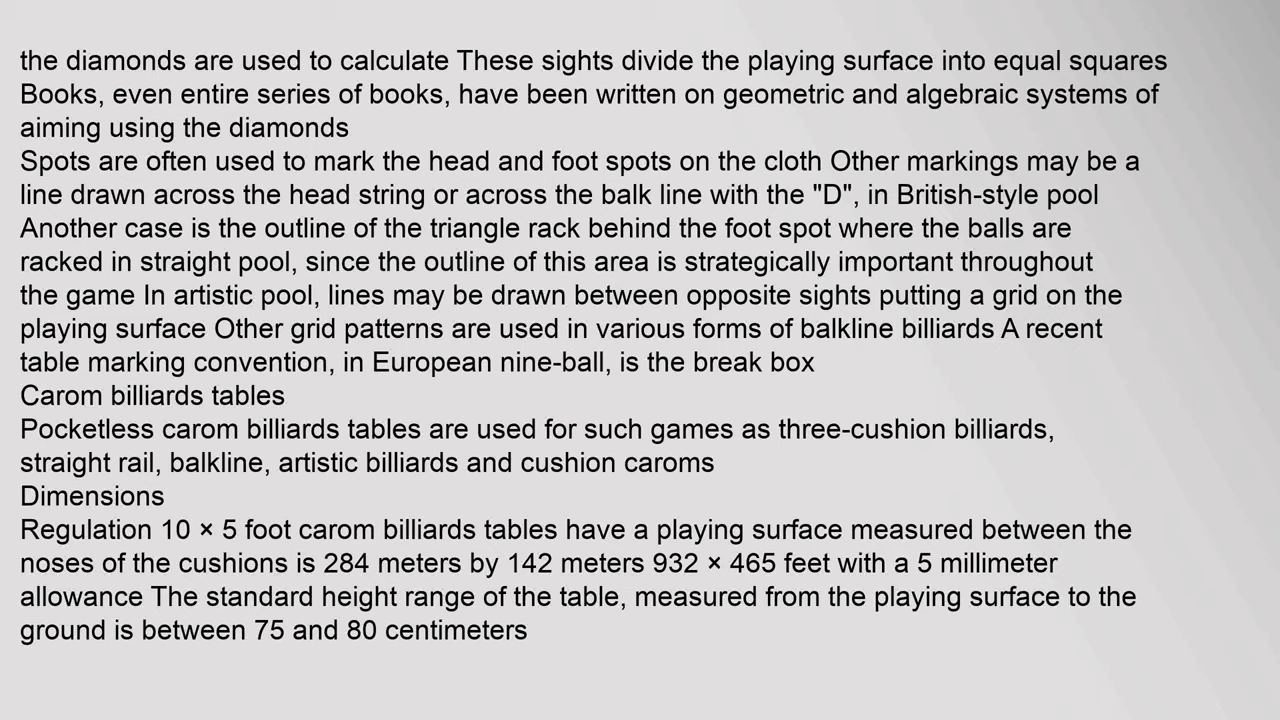 the diamonds are used to calculate These sights divide the playing surface into equal squares
Books, even entire series of books, have been written on geometric and algebraic systems of
aiming using the diamonds
Spots are often used to mark the head and foot spots on the cloth Other markings may be a
line drawn across the head string or across the balk line with the "D", in British-style pool
Another case is the outline of the triangle rack behind the foot spot where the balls are
racked in straight pool, since the outline of this area is strategically important throughout
the game In artistic pool, lines may be drawn between opposite sights putting a grid on the
playing surface Other grid patterns are used in various forms of balkline billiards A recent
table marking convention, in European nine-ball, is the break box
Carom billiards tables
Pocketless carom billiards tables are used for such games as three-cushion billiards,
straight rail, balkline, artistic billiards and cushion caroms
Dimensions
Regulation 10 × 5 foot carom billiards tables have a playing surface measured between the
noses of the cushions is 284 meters by 142 meters 932 × 465 feet with a 5 millimeter
allowance The standard height range of the table, measured from the playing surface to the
ground is between 75 and 80 centimeters